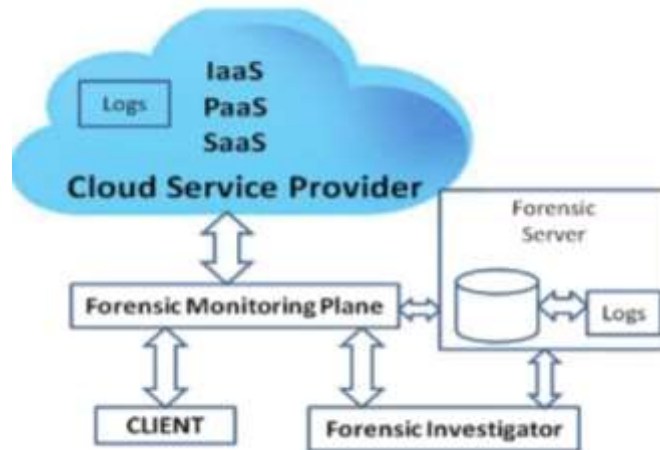 IaaS
Logs
PaaS
SaaS
Cloud Service Provider
Forensic
Server
Forensic Monitoring Plane
Logs
CLIENT
Forensic Investigator